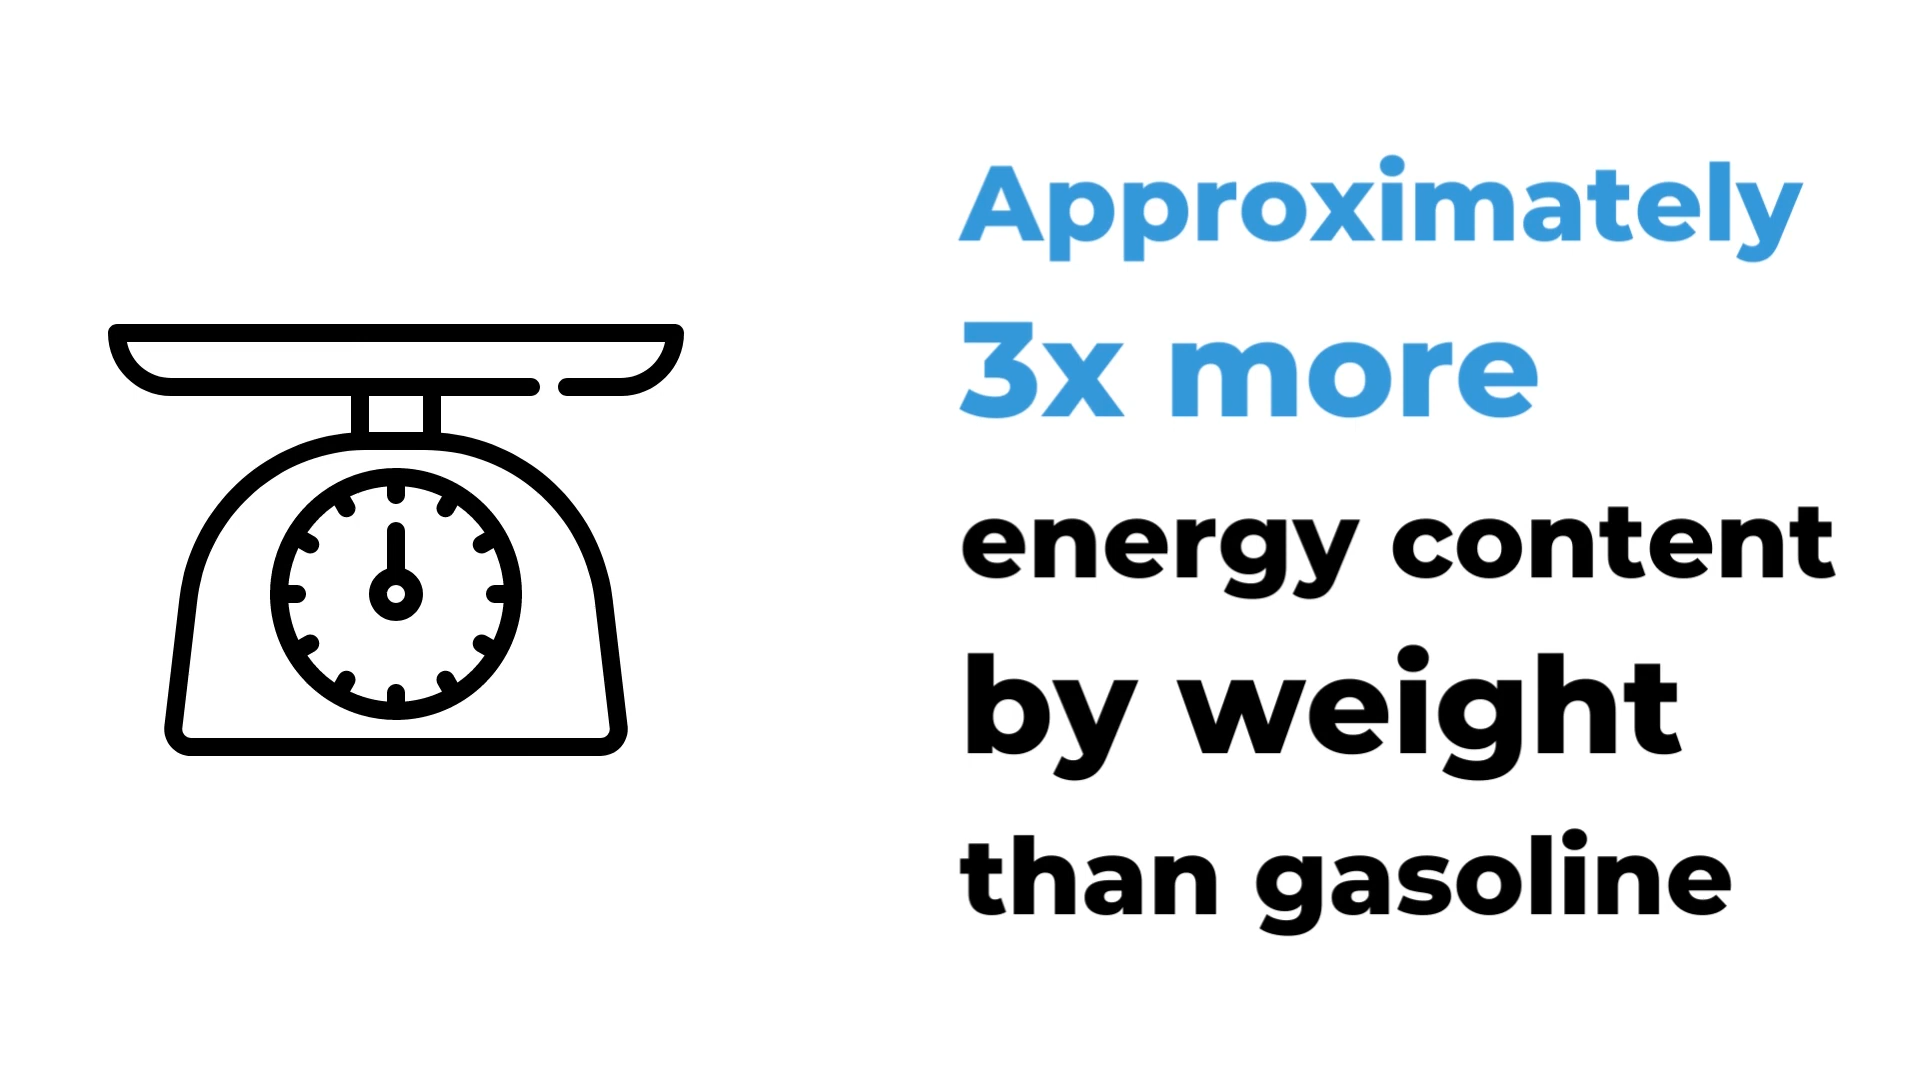 Approximately
3x more
energy content
by weight
than gasoline